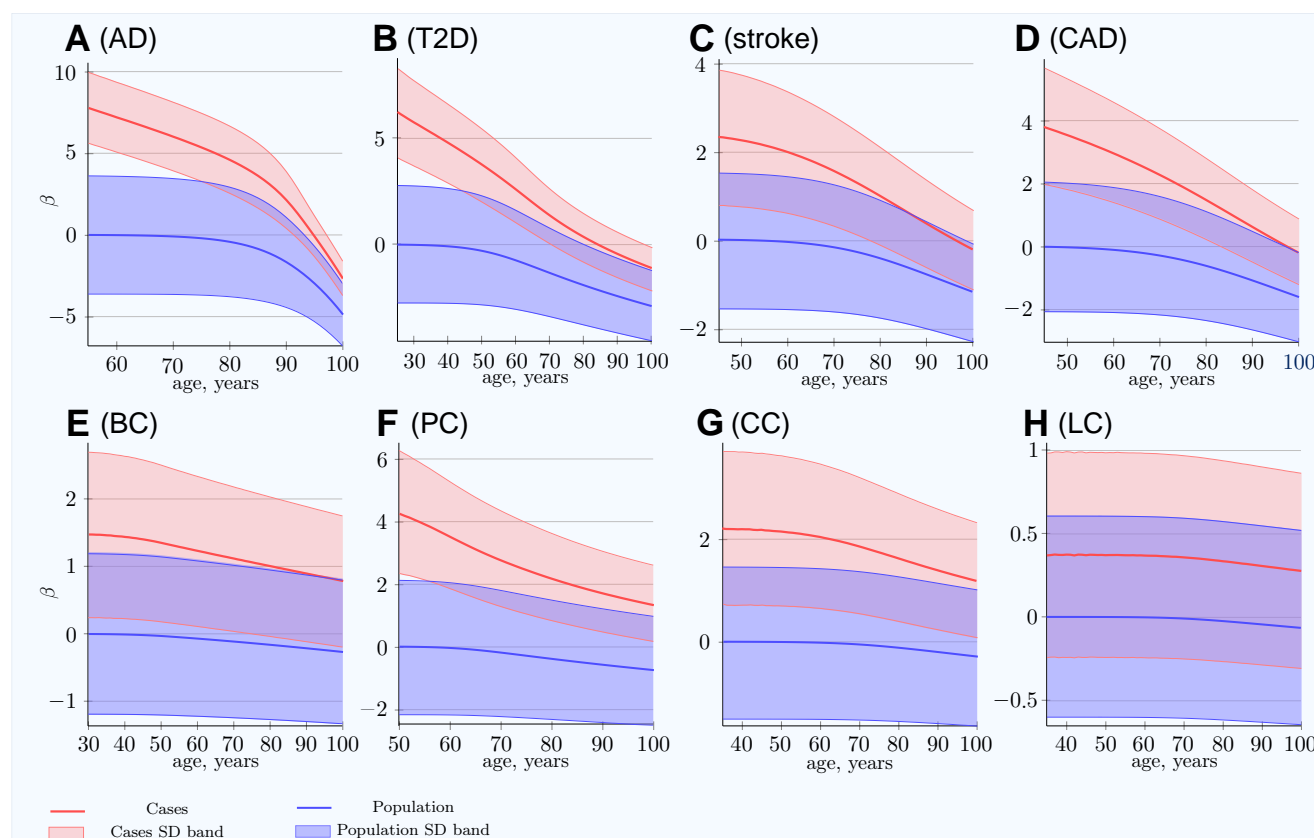 A (AD)
B (T2D)
C (stroke)
D (CAD)
10
5
0
−5
β
60 70 80 90 100
age, years
5
0
30 40 50 60 70 80 90 100
age, years
4
2
0
−2
50 60 70 80 90 100
age, years
4
2
0
−2
50 60 70 80 90 100
age, years
E (BC)
F (PC)
G (CC)
H (LC)
2
1
0
−1
β
30 40 50 60 70 80 90 100
age, years
6
4
2
0
−2
50 60 70 80 90 100
age, years
2
0
40 50 60 70 80 90 100
age, years
1
0.5
0
−0.5
40 50 60 70 80 90 100
age, years
Cases
Population
Cases SD band
Population SD band